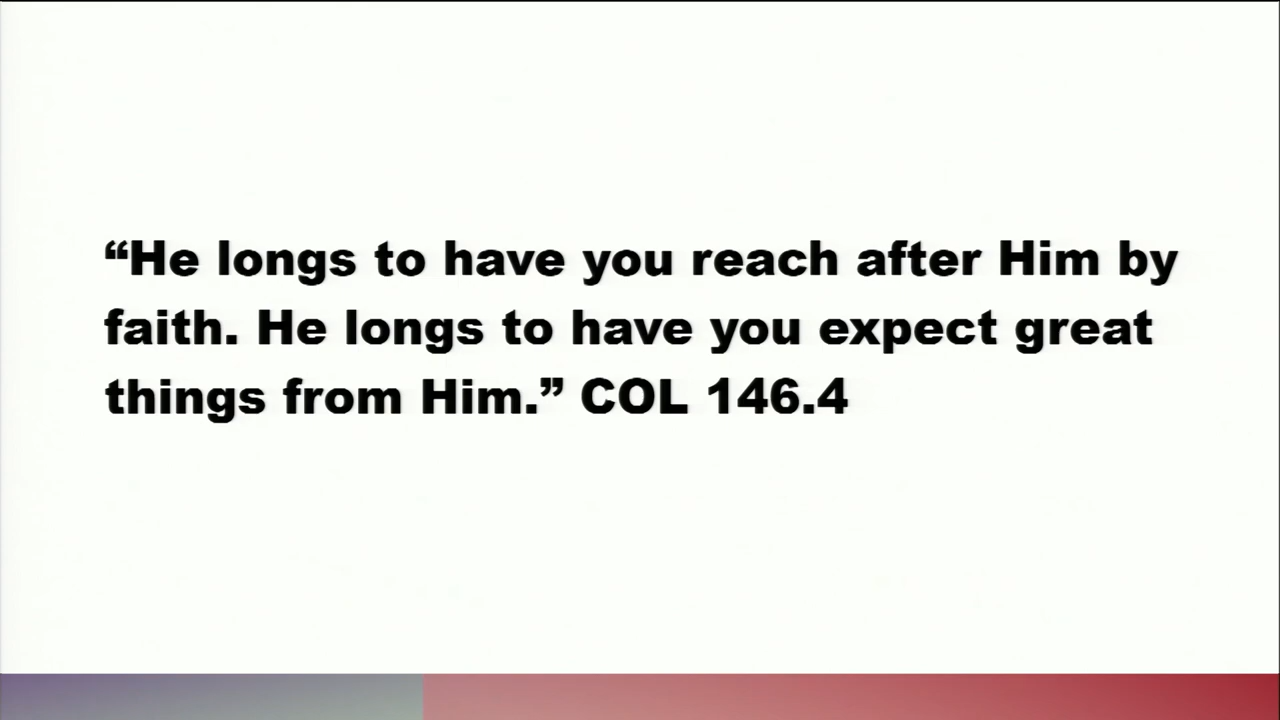 “He longs to have you reach after Him by
faith. He longs to have you expect great
things from Him.” COL 146.4